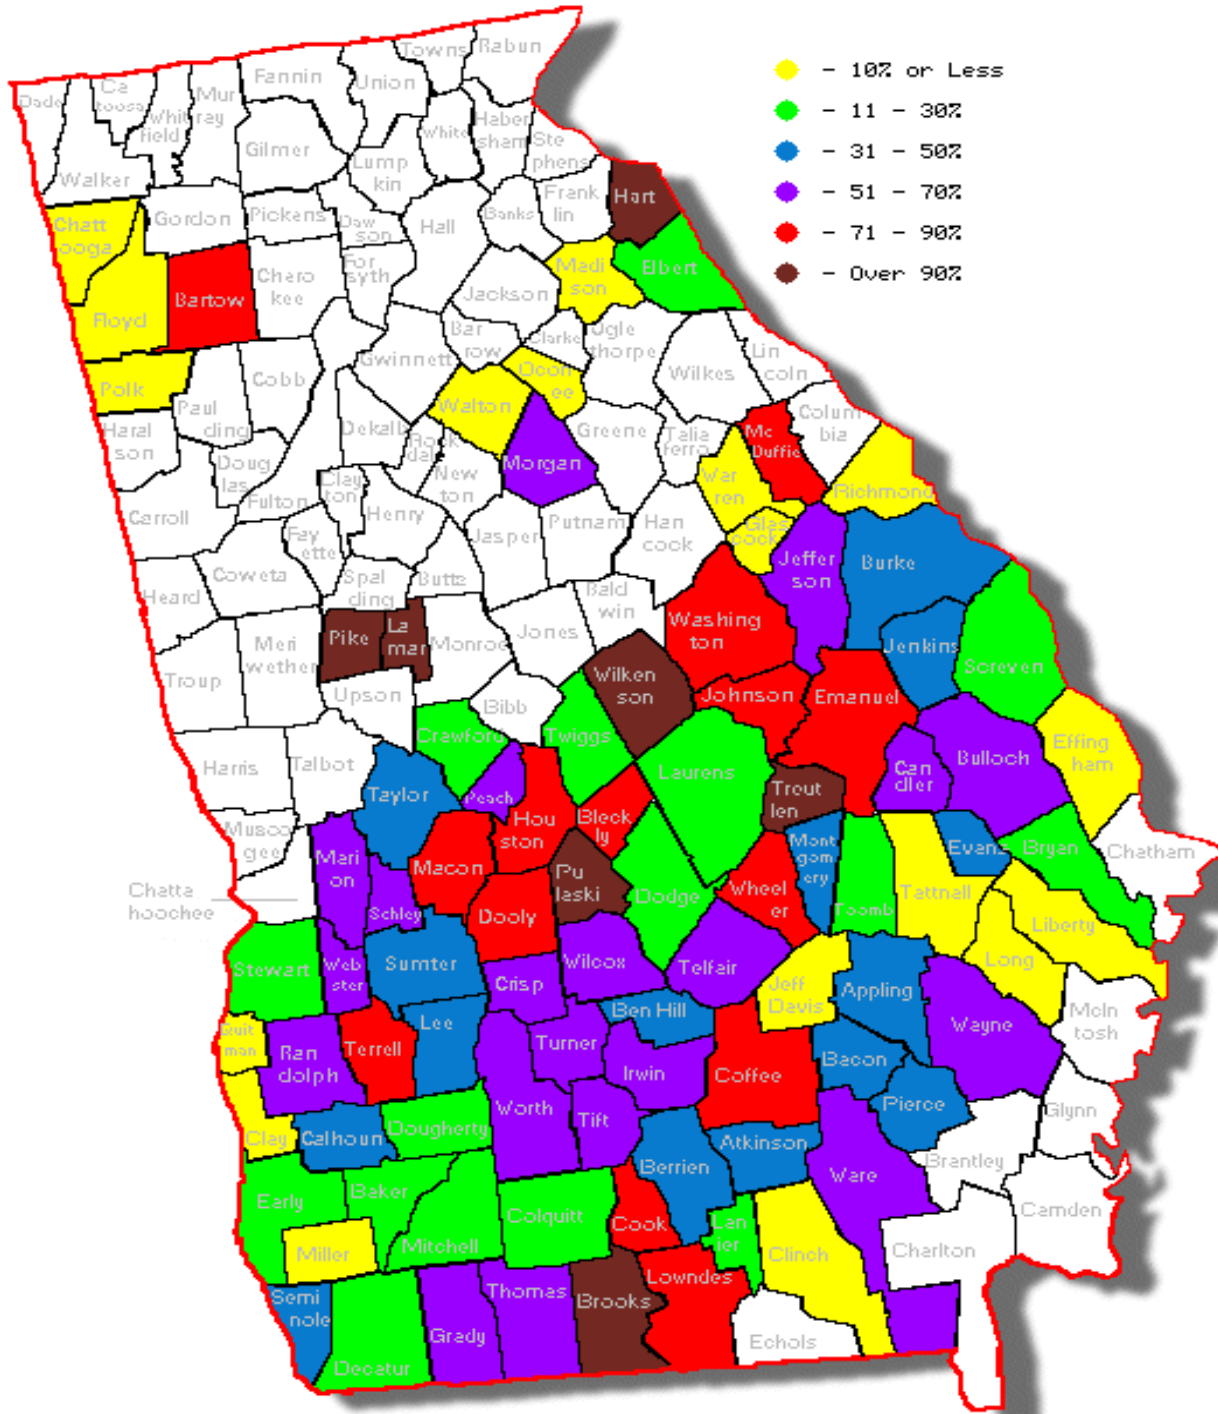 - 10% or Less
- 11 - 30%
- 31 - 50%
- 51 - 70%
- 71 - 90%
- Over 90%
Dade
Ca
toosa
Whit
field
Mur
ray
Fannin
Union
Towns
Rabun
White
Haber
sham
Ste
phens
Walker
Gilmer
Lump
kin
Frank
lin
Hart
Chatt
ooga
Gordon
Pickens
Daw
son
Hall
Banks
Floyd
Bartow
Chero
kee
For
syth
Jackson
Madi
son
Elbert
Polk
Paul
ding
Cobb
Gwinnett
Bar
row
Clarke
Ogle
thorpe
Wilkes
Lin
coln
Oconee
ee
Haral
son
Doug
las
Fulton
Dekalb
Rock
dale
Walton
Morgan
Greene
Talia
ferro
Mc
Duffie
Colum
bia
Carroll
Clay
ton
Henry
New
ton
War
ren
Richmond
Fay
ette
Jasper
Putnam
Han
cock
Glas
cock
Jeffer
son
Burke
Heard
Coweta
Spal
ding
Butts
Bald
win
Troup
Meri
wether
Pike
La
mar
Monroe
Jones
Washing
ton
Jenkins
Screven
Upson
Bibb
Wilken
son
Johnson
Emanuel
Harris
Talbot
Crawford
Twiggs
Laurens
Taylor
Peach
Treut
len
Can
dler
Bulloch
Effing
ham
Muscogee
gee
Mari
on
Macon
Hou
ston
Bleck
ly
Mont
gom
ery
Evans
Bryan
Chatham
Chatta
hoochee
Schley
Dooly
Pu
laski
Dodge
Wheel
er
Toomb
Tattnall
Liberty
Stewart
Web
ster
Sumter
Crisp
Wilcox
Telfair
Jeff
Davis
Appling
Long
Quit
man
Ran
dolph
Terrell
Lee
Turner
Ben Hill
Irwin
Coffee
Bacon
Wayne
McIn
tosh
Clay
Calhoun
Dougherty
Worth
Tift
Berrien
Atkinson
Pierce
Glynn
Early
Baker
Mitchell
Colquitt
Cook
Lan
ier
Ware
Brantley
Miller
Clinch
Charlton
Camden
Semi
nole
Decatur
Grady
Thomas
Brooks
Lowndes
Echols